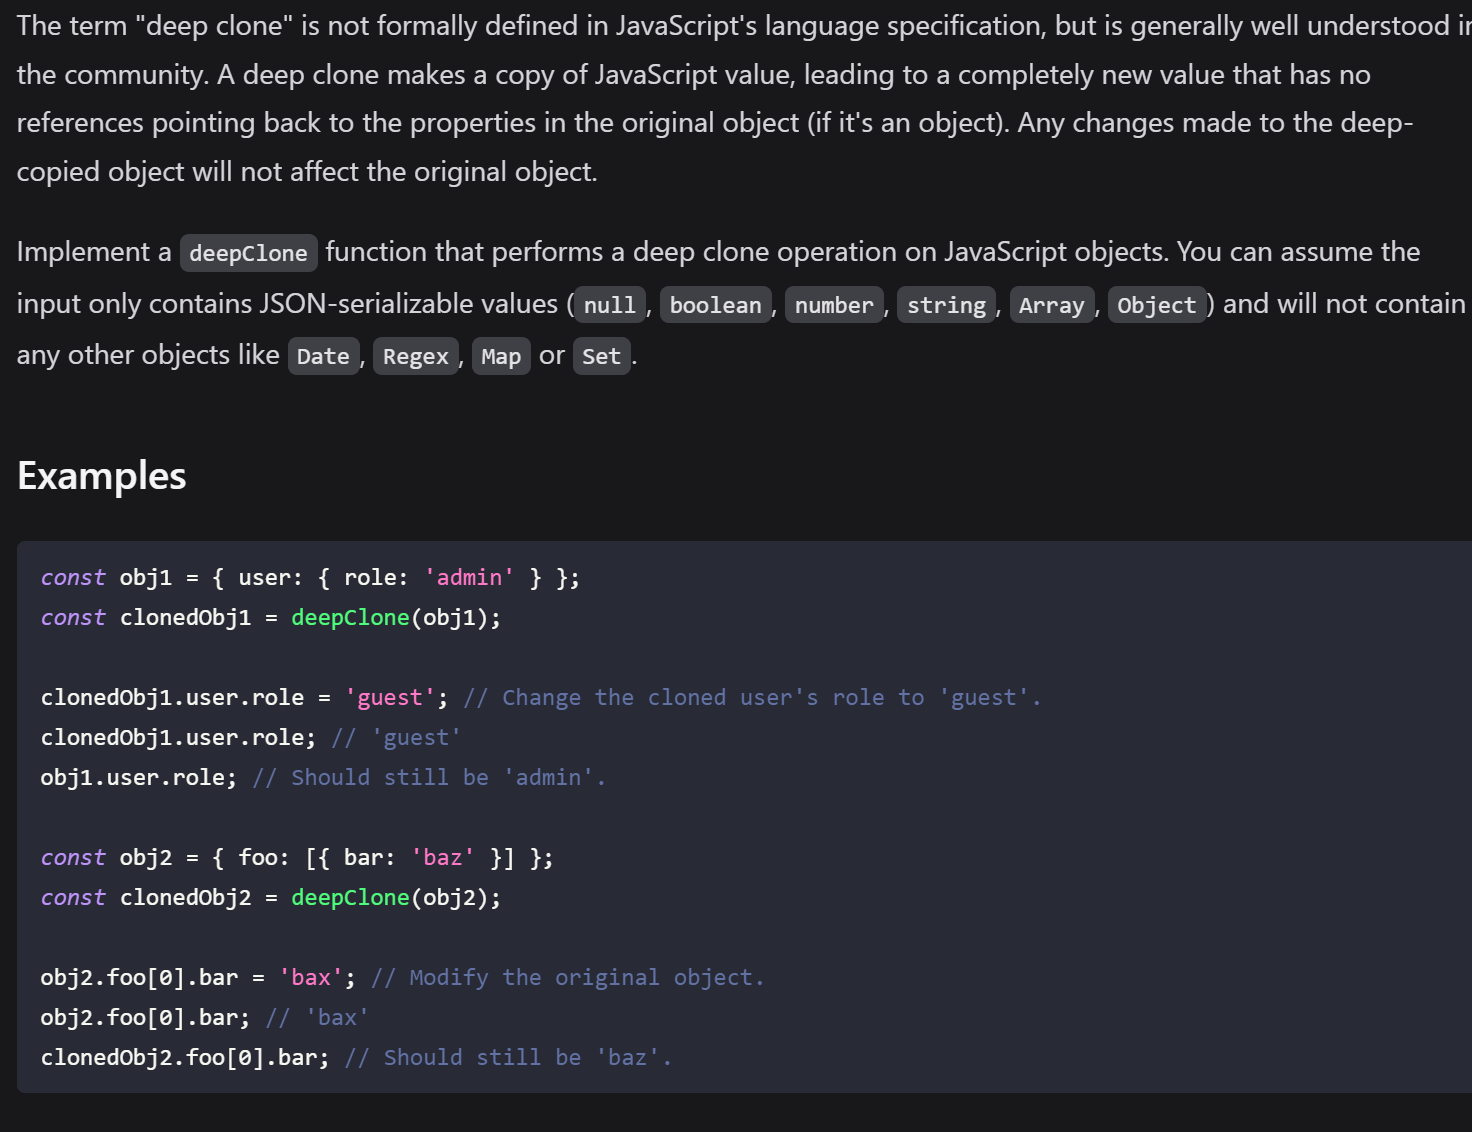 The term "deep clone" is not formally defined in JavaScript's language specification, but is generally well understood in
the community. A deep clone makes a copy of JavaScript value, leading to a completely new value that has no
references pointing back to the properties in the original object (if it's an object). Any changes made to the deep-
copied object will not affect the original object.
Implement a deepClone function that performs a deep clone operation on JavaScript objects. You can assume the
input only contains JSON-serializable values (null, boolean, number, string, Array, Object) and will not contain
any other objects like Date, Regex, Map or Set.
Examples
const obj1 = { user: { role: 'admin' } };
const clonedObj1 = deepClone(obj1);
clonedObj1.user.role = 'guest'; // Change the cloned user's role to 'guest'.
clonedObj1.user.role; // 'guest'
obj1.user.role; // Should still be 'admin'.
const obj2 = { foo: [{ bar: 'baz' }] };
const clonedObj2 = deepClone(obj2);
obj2.foo[0].bar = 'bax'; // Modify the original object.
obj2.foo[0].bar; // 'bax'
clonedObj2.foo[0].bar; // Should still be 'baz'.